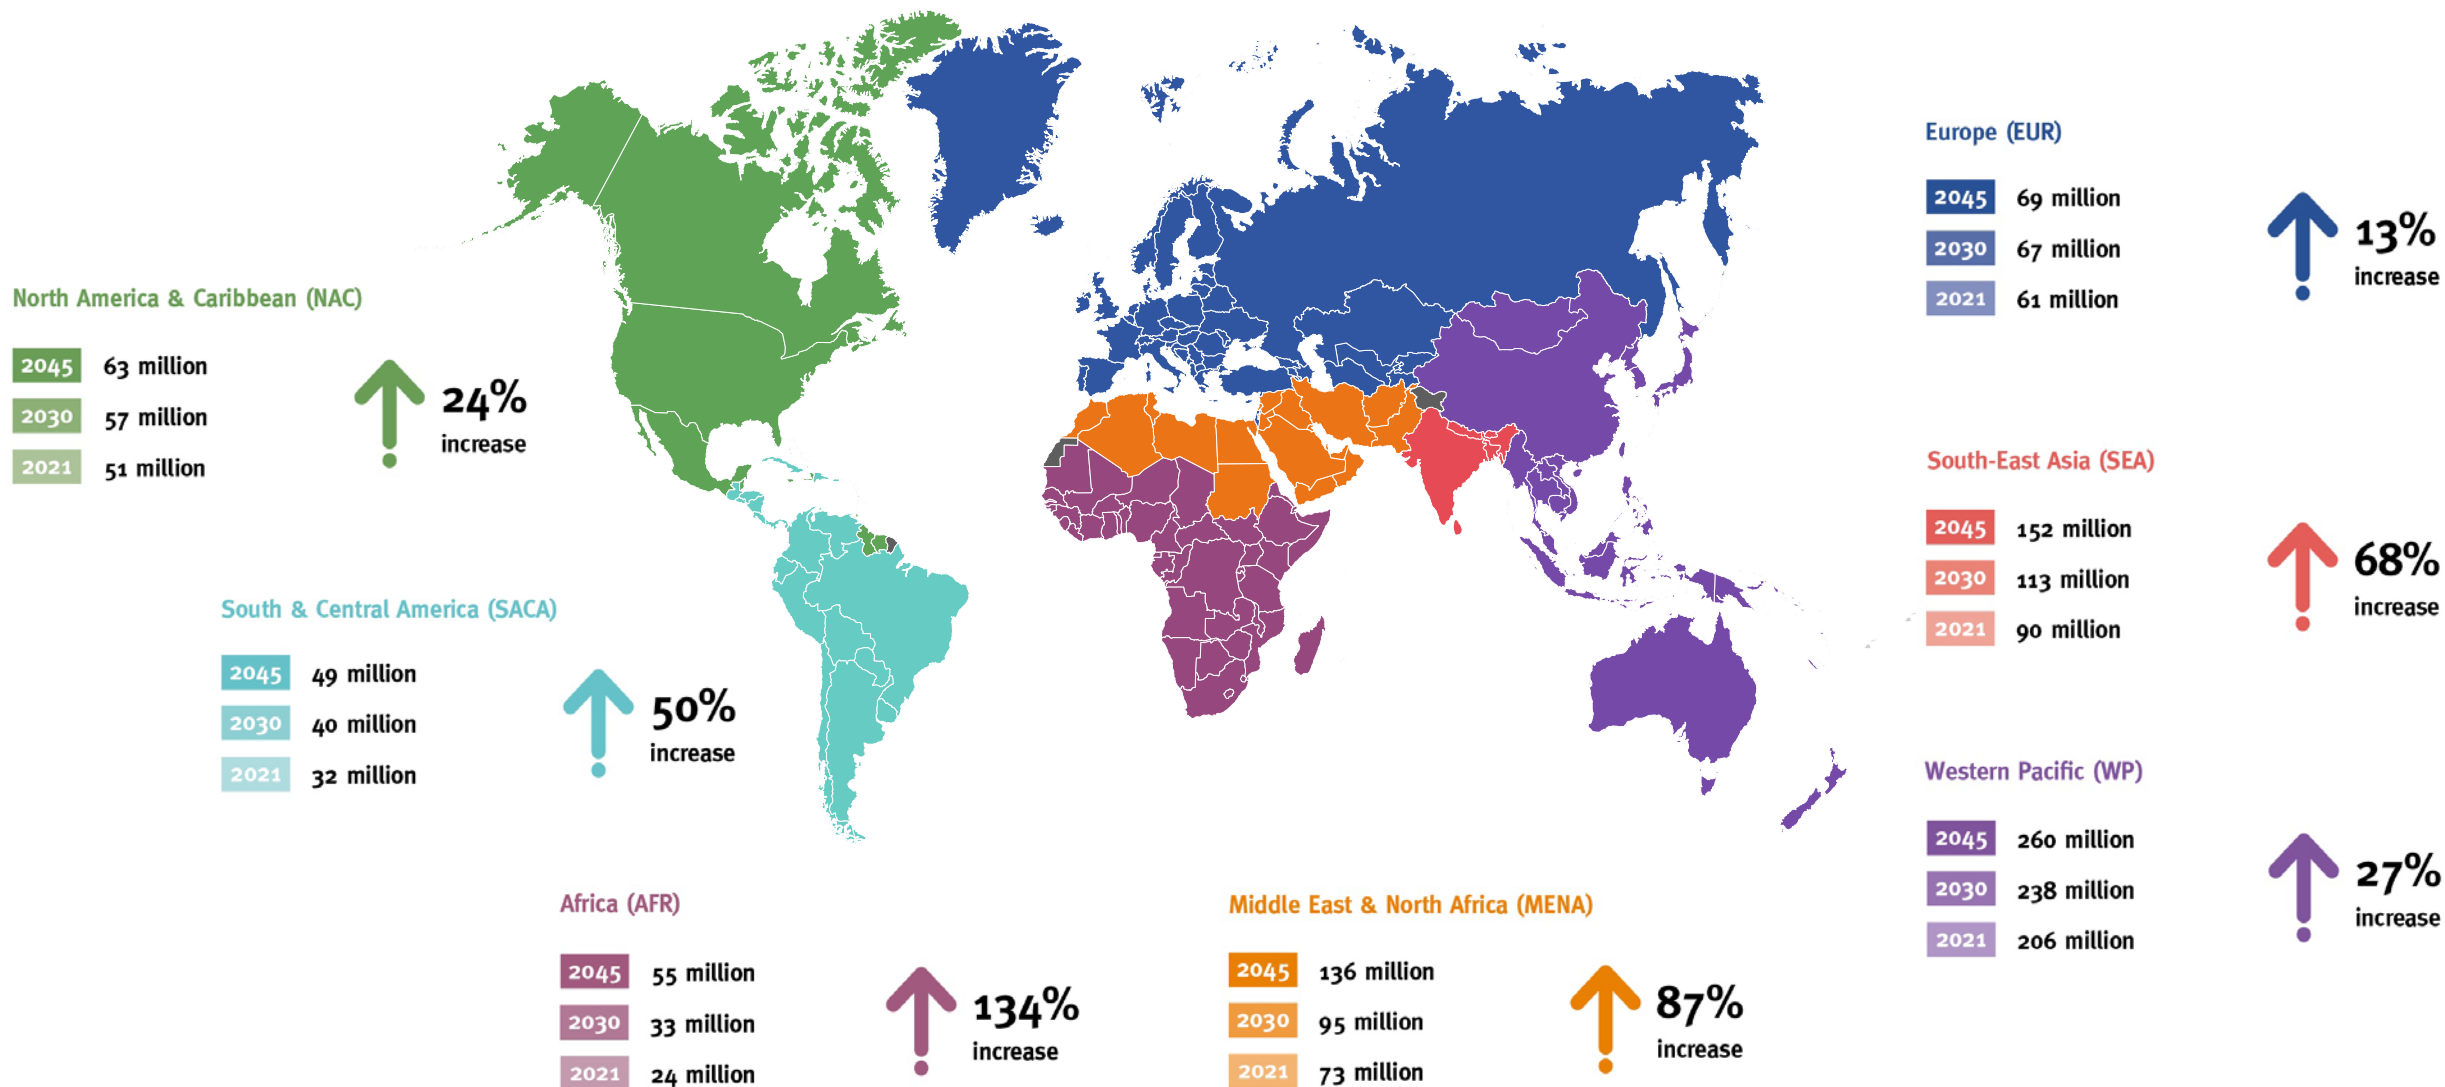 North America & Caribbean (NAC)
2045 63 million
2030 57 million
2021 51 million
24%
increase
South & Central America (SACA)
2045 49 million
2030 40 million
2021 32 million
50%
increase
Africa (AFR)
2045 55 million
2030 33 million
2021 24 million
134%
increase
Middle East & North Africa (MENA)
2045 136 million
2030 95 million
2021 73 million
87%
increase
Europe (EUR)
2045 69 million
2030 67 million
2021 61 million
13%
increase
South-East Asia (SEA)
2045 152 million
2030 113 million
2021 90 million
68%
increase
Western Pacific (WP)
2045 260 million
2030 238 million
2021 206 million
27%
increase